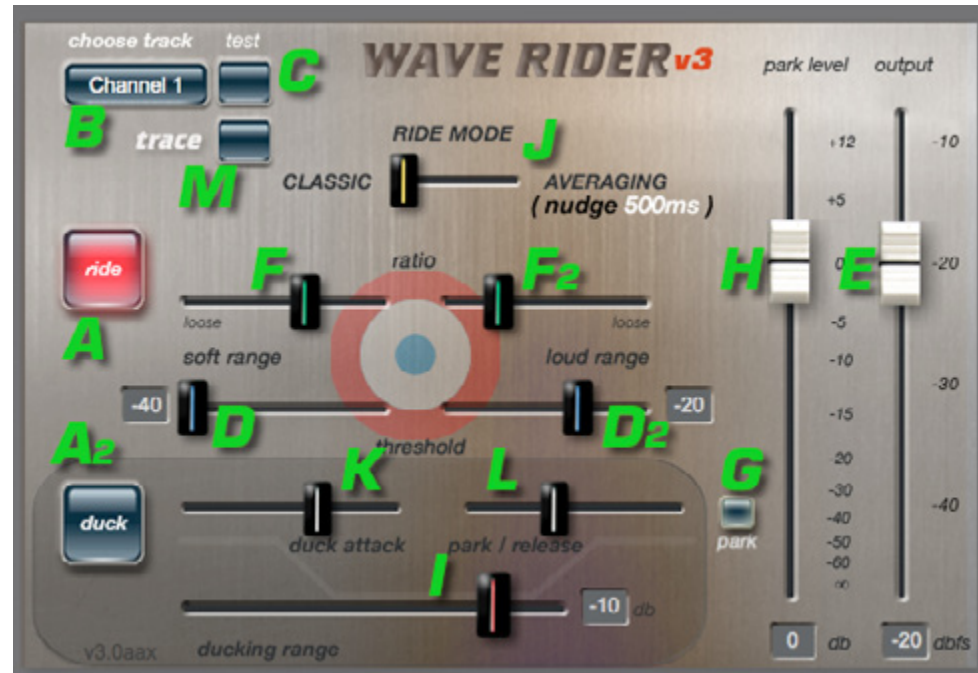 choose track test
WAVE RIDER v3
park level output
Channel 1
C
B
trace
M
RIDE MODE
J
CLASSIC
AVERAGING
( nudge 500ms )
+12
+5
0
-5
-10
-15
20
-30
-40
-50
-60
∞
-10
-20
-30
-40
H
E
ride
A
ratio
F
F2
loose
loose
soft range
loud range
-40
-20
D
D2
threshold
A2
K
L
G
duck
duck attack
park / release
park
I
-10 db
ducking range
v3.0aax
0 db
-20 dbfs